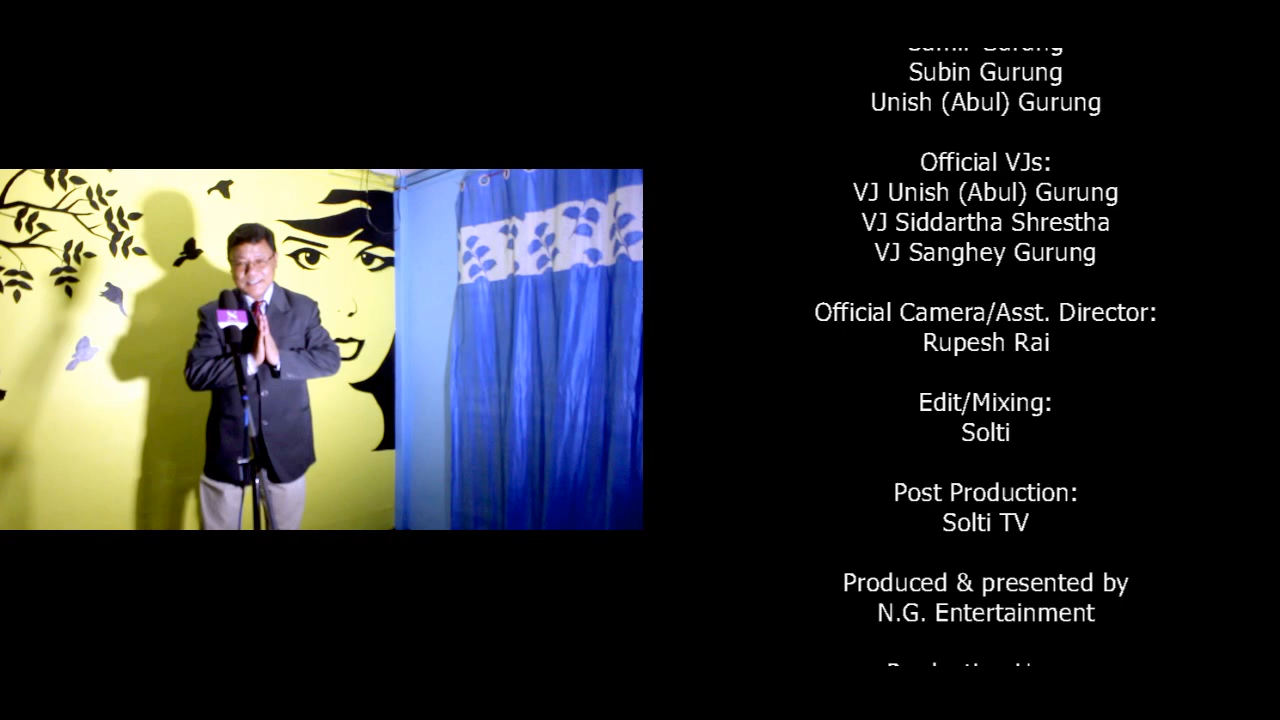 Subin Gurung
Unish (Abul) Gurung
Official VJs:
VJ Unish (Abul) Gurung
VJ Siddartha Shrestha
VJ Sanghey Gurung
Official Camera/Asst. Director:
Rupesh Rai
Edit/Mixing:
Solti
Post Production:
Solti TV
Produced & presented by
N.G. Entertainment